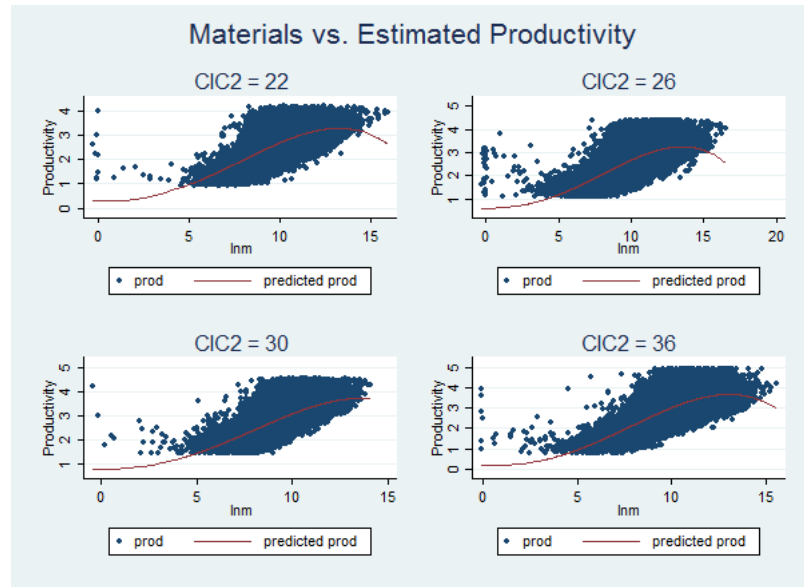 Materials vs. Estimated Productivity
CIC2 = 22
Productivity
4
3
2
1
0
0 5 10 15
lnm
prod predicted prod
CIC2 = 26
Productivity
5
4
3
2
1
0 5 10 15 20
lnm
prod predicted prod
CIC2 = 30
Productivity
5
4
3
2
1
0 5 10 15
lnm
prod predicted prod
CIC2 = 36
Productivity
5
4
3
2
1
0
0 5 10 15
lnm
prod predicted prod